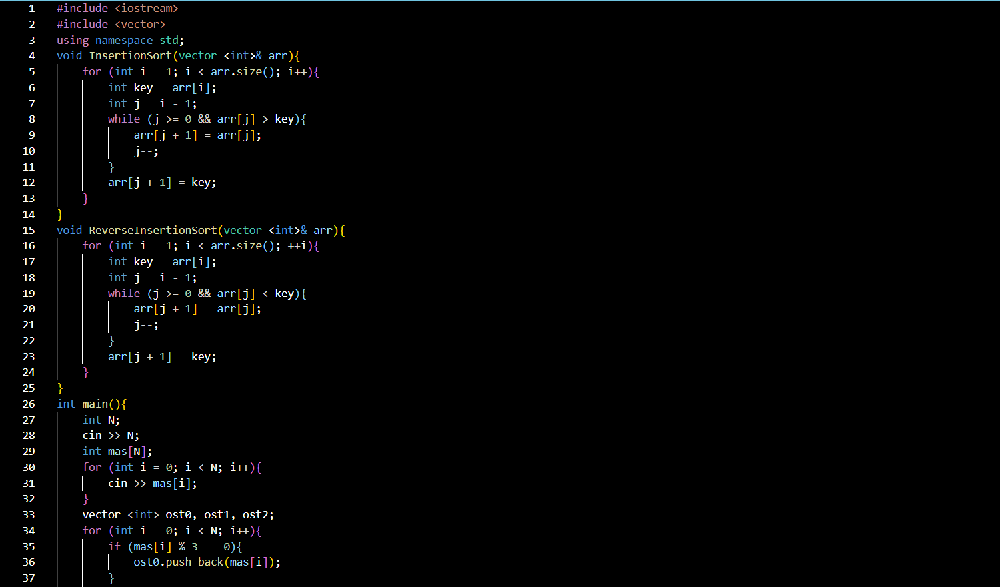 1 #include <iostream>
2 #include <vector>
3 using namespace std;
4 void InsertionSort(vector <int>& arr){
5 for (int i = 1; i < arr.size(); i++){
6 int key = arr[i];
7 int j = i - 1;
8 while (j >= 0 && arr[j] > key){
9 arr[j + 1] = arr[j];
10 j--;
11 }
12 arr[j + 1] = key;
13 }
14 }
15 void ReverseInsertionSort(vector <int>& arr){
16 for (int i = 1; i < arr.size(); ++i){
17 int key = arr[i];
18 int j = i - 1;
19 while (j >= 0 && arr[j] < key){
20 arr[j + 1] = arr[j];
21 j--;
22 }
23 arr[j + 1] = key;
24 }
25 }
26 int main(){
27 int N;
28 cin >> N;
29 int mas[N];
30 for (int i = 0; i < N; i++){
31 cin >> mas[i];
32 }
33 vector <int> ost0, ost1, ost2;
34 for (int i = 0; i < N; i++){
35 if (mas[i] % 3 == 0){
36 ost0.push_back(mas[i]);
37 }